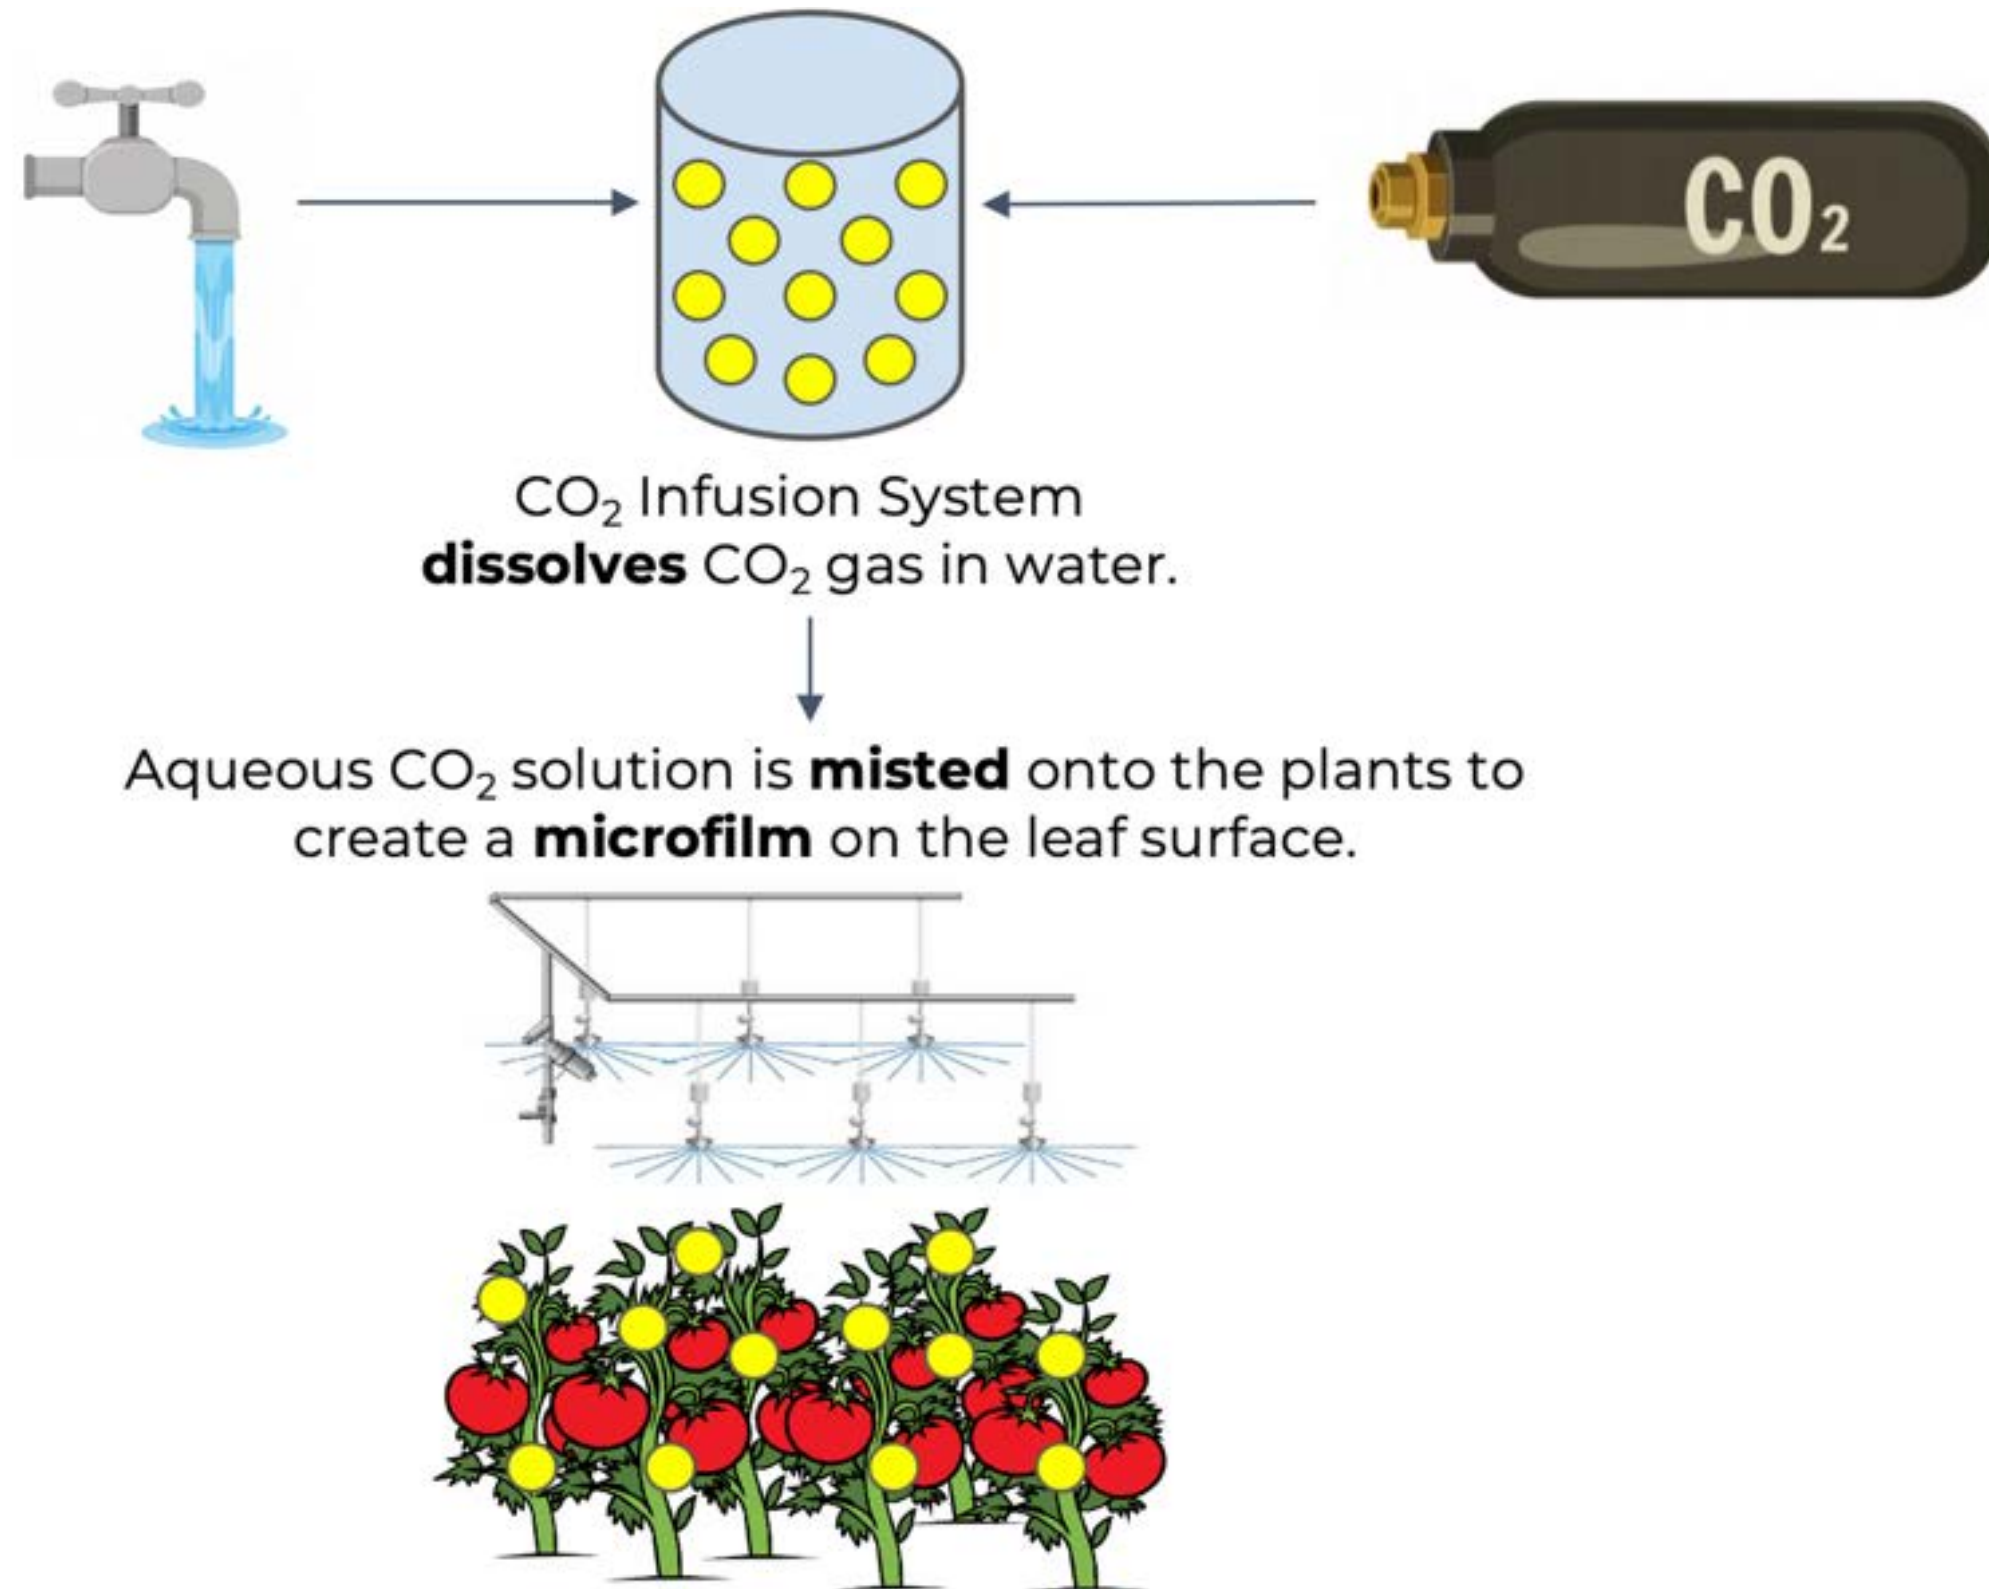 CO₂
CO₂ Infusion System
dissolves CO₂ gas in water.
Aqueous CO₂ solution is misted onto the plants to
create a microfilm on the leaf surface.